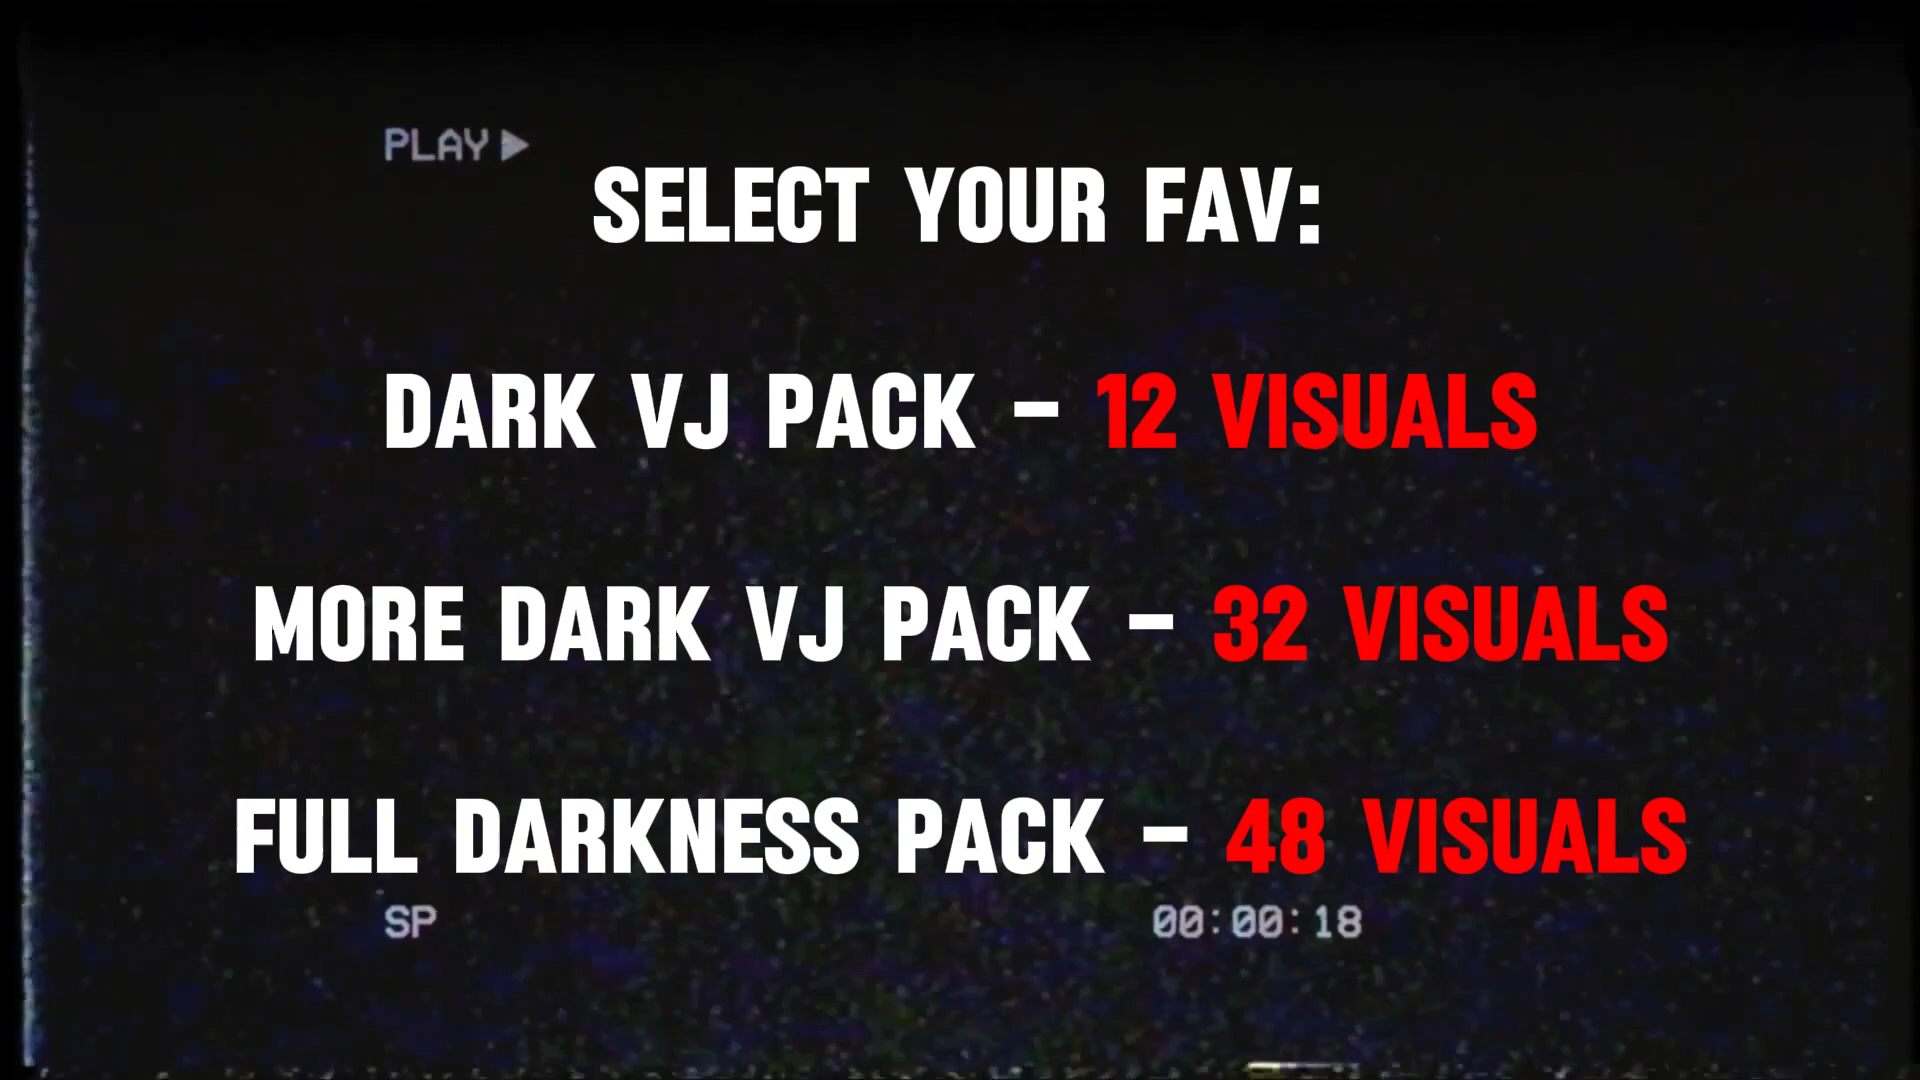 PLAY ▶
SELECT YOUR FAV:
DARK VJ PACK – 12 VISUALS
MORE DARK VJ PACK – 32 VISUALS
FULL DARKNESS PACK – 48 VISUALS
SP 00:00:18